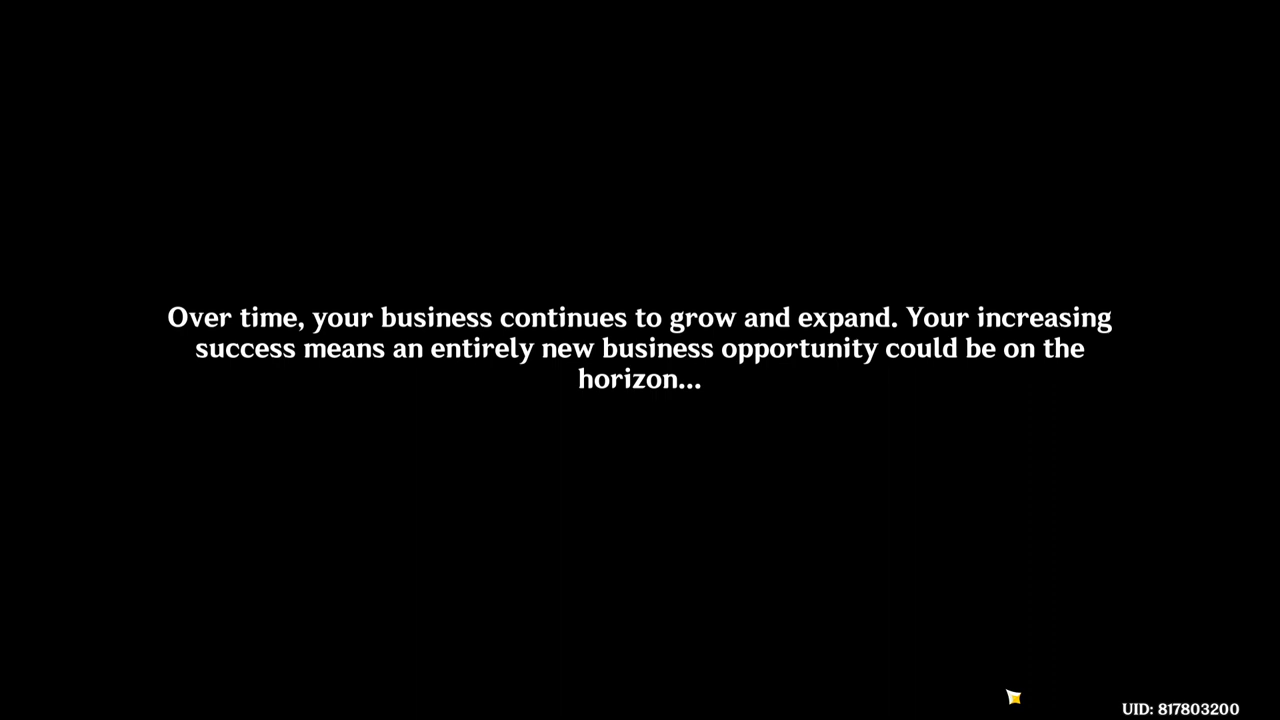 Over time, your business continues to grow and expand. Your increasing
success means an entirely new business opportunity could be on the
horizon...
UID: 817803200